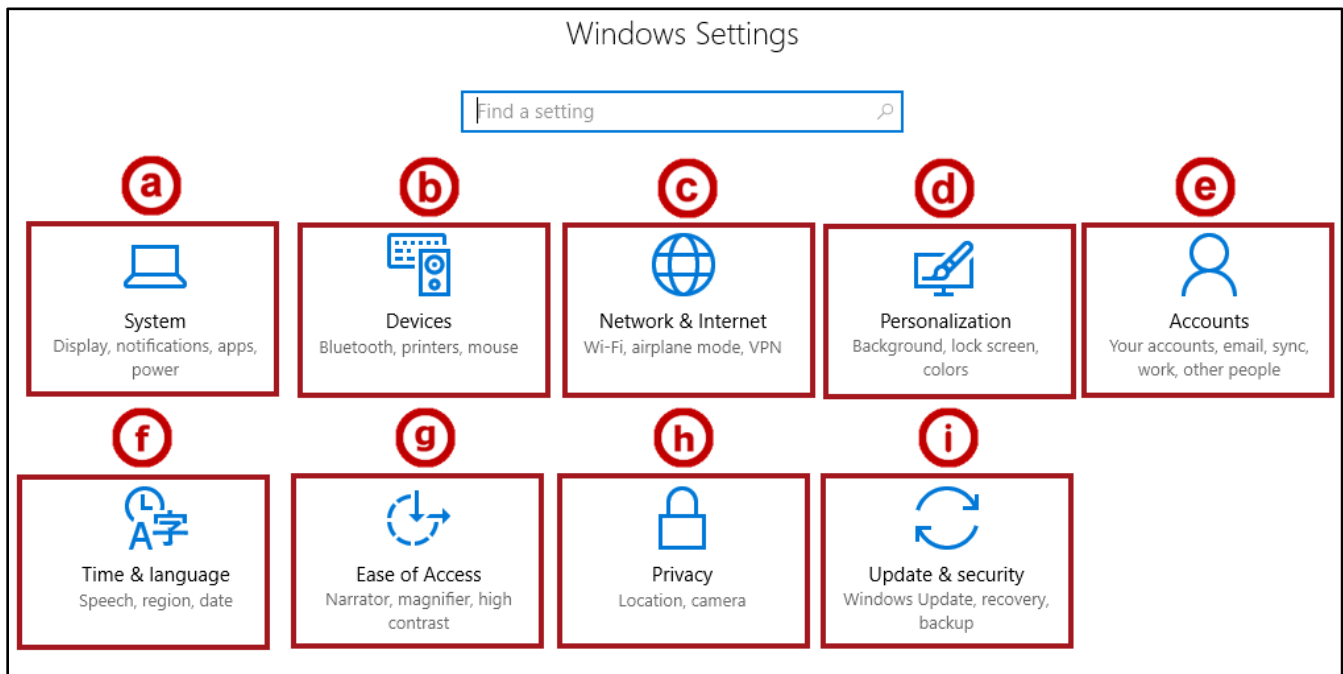 Windows Settings
Find a setting
a b c d e
System
Display, notifications, apps,
power
Devices
Bluetooth, printers, mouse
Network & Internet
Wi-Fi, airplane mode, VPN
Personalization
Background, lock screen,
colors
Accounts
Your accounts, email, sync,
work, other people
f g h i
Time & language
Speech, region, date
Ease of Access
Narrator, magnifier, high
contrast
Privacy
Location, camera
Update & security
Windows Update, recovery,
backup